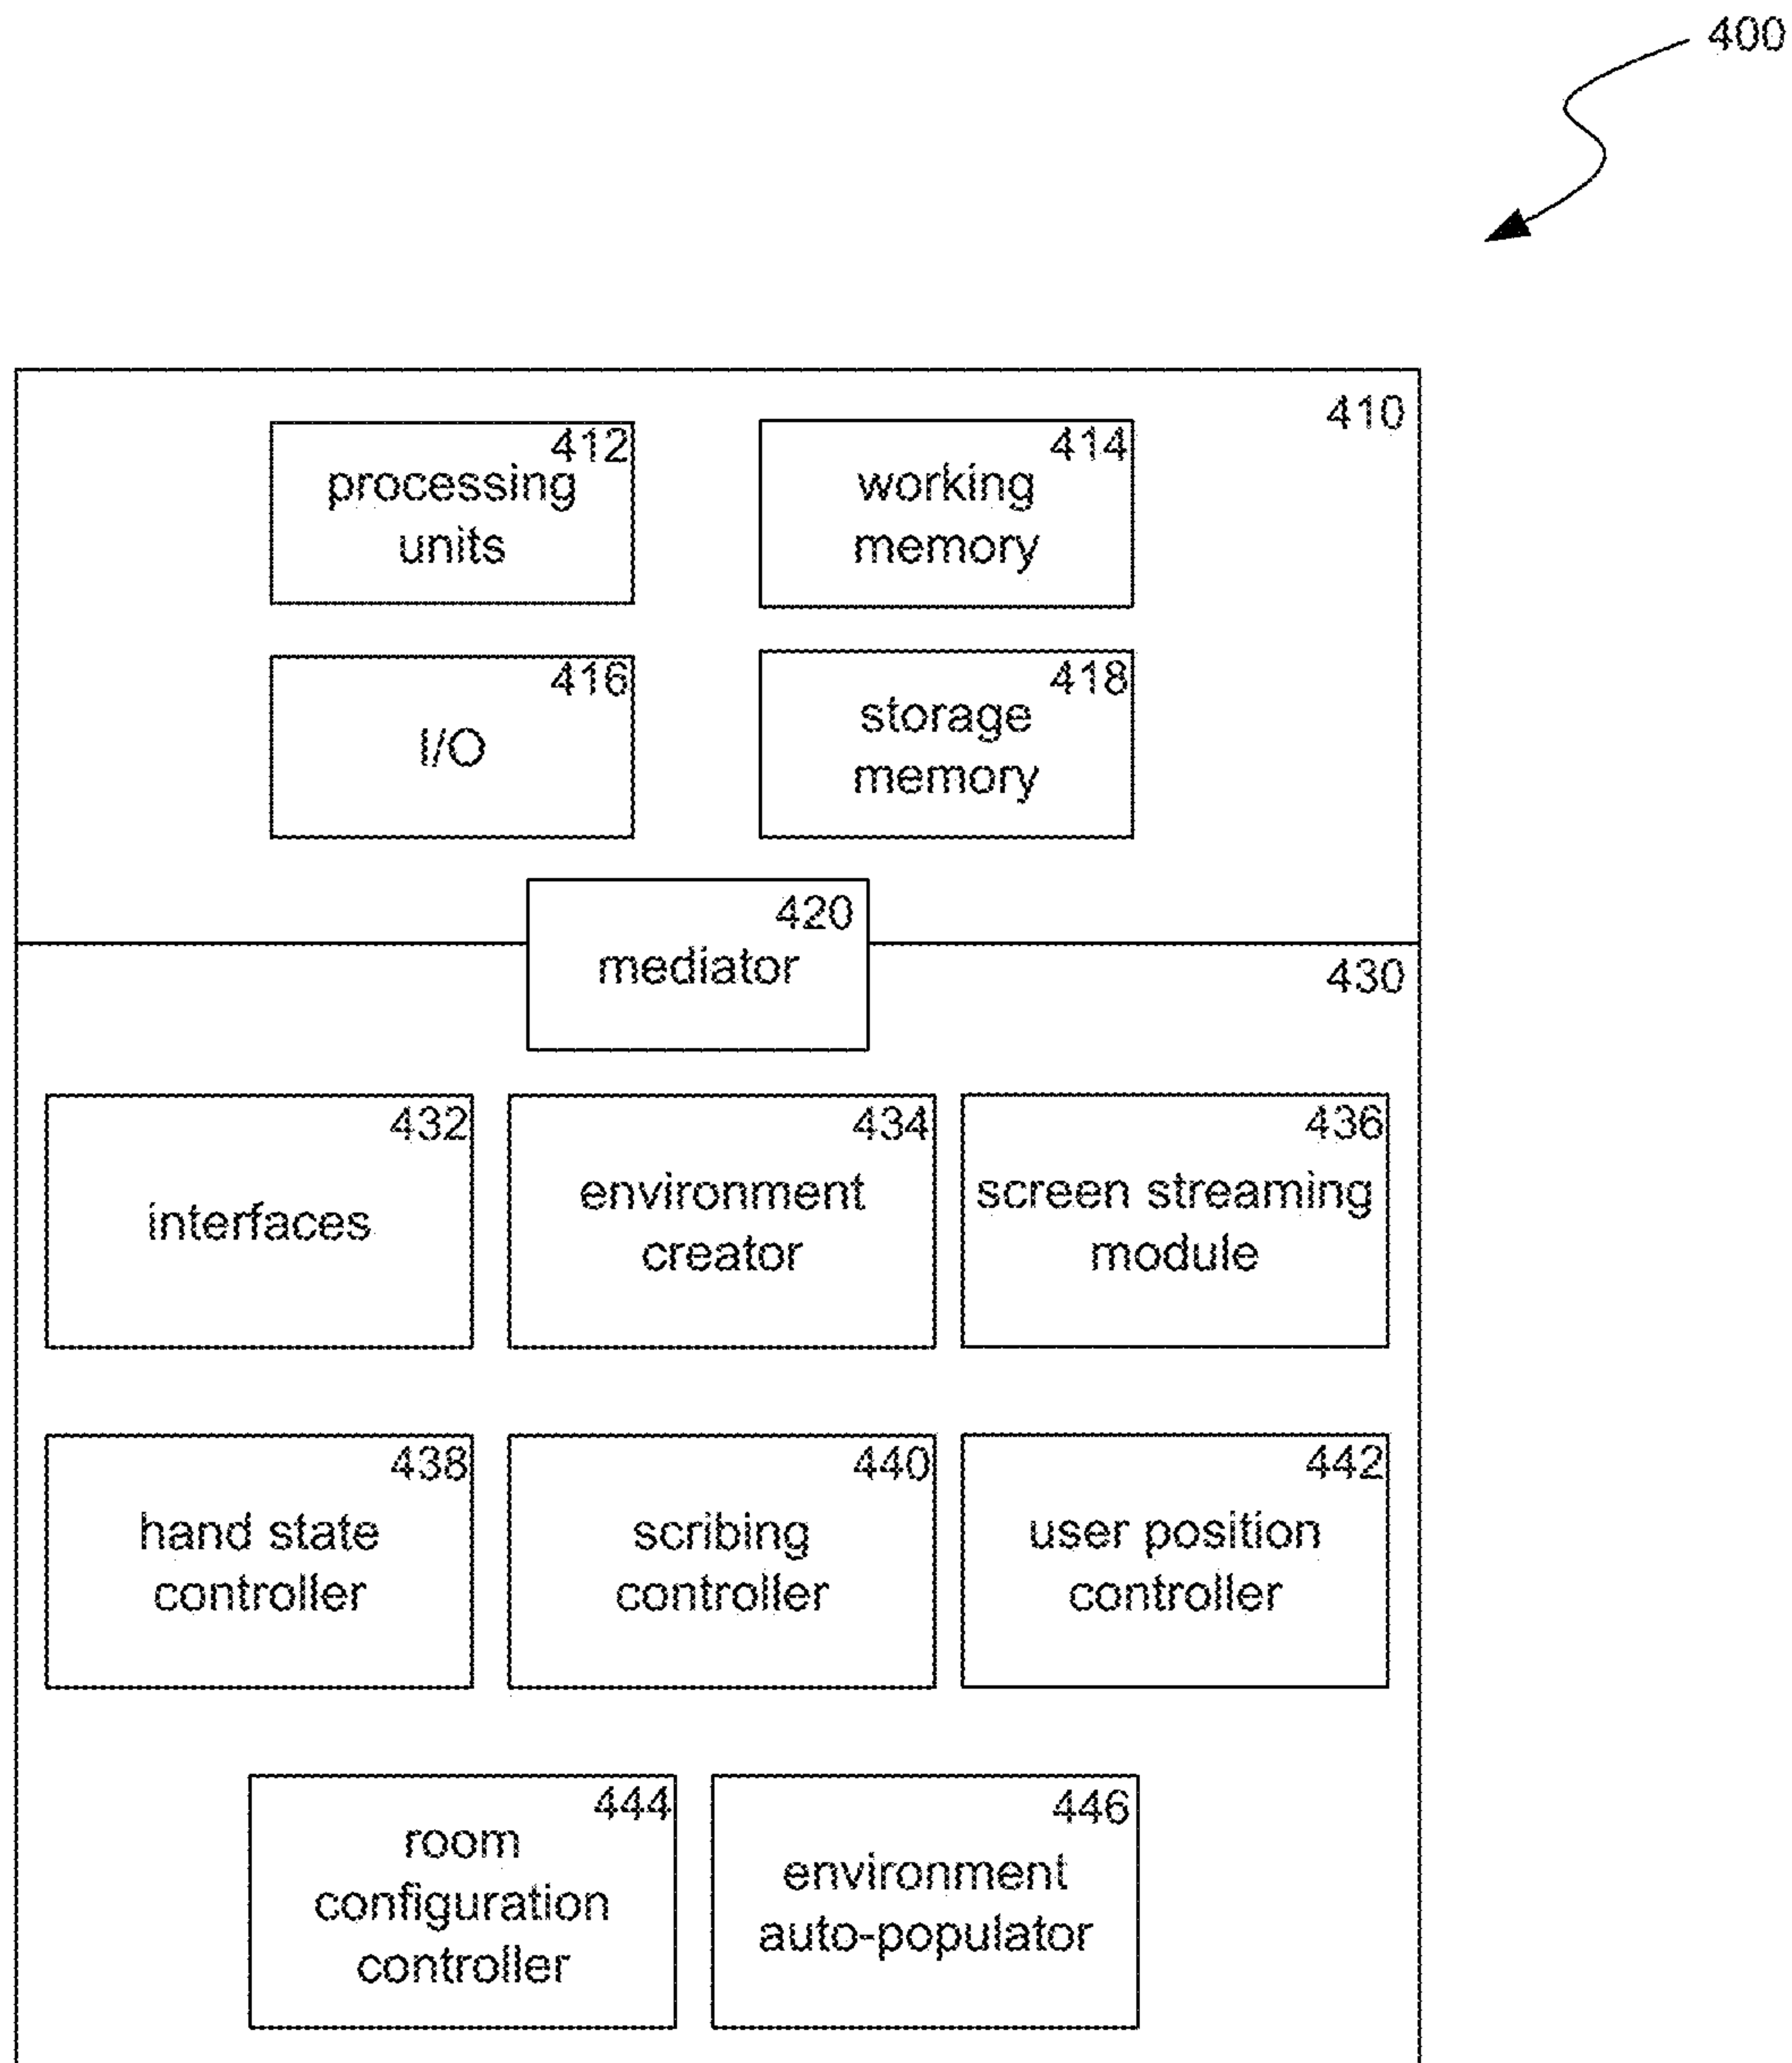 400
410
412
processing
units
414
working
memory
416
I/O
418
storage
memory
420
mediator
430
432
interfaces
434
environment
creator
436
screen streaming
module
438
hand state
controller
440
scribing
controller
442
user position
controller
444
room
configuration
controller
446
environment
auto-populator